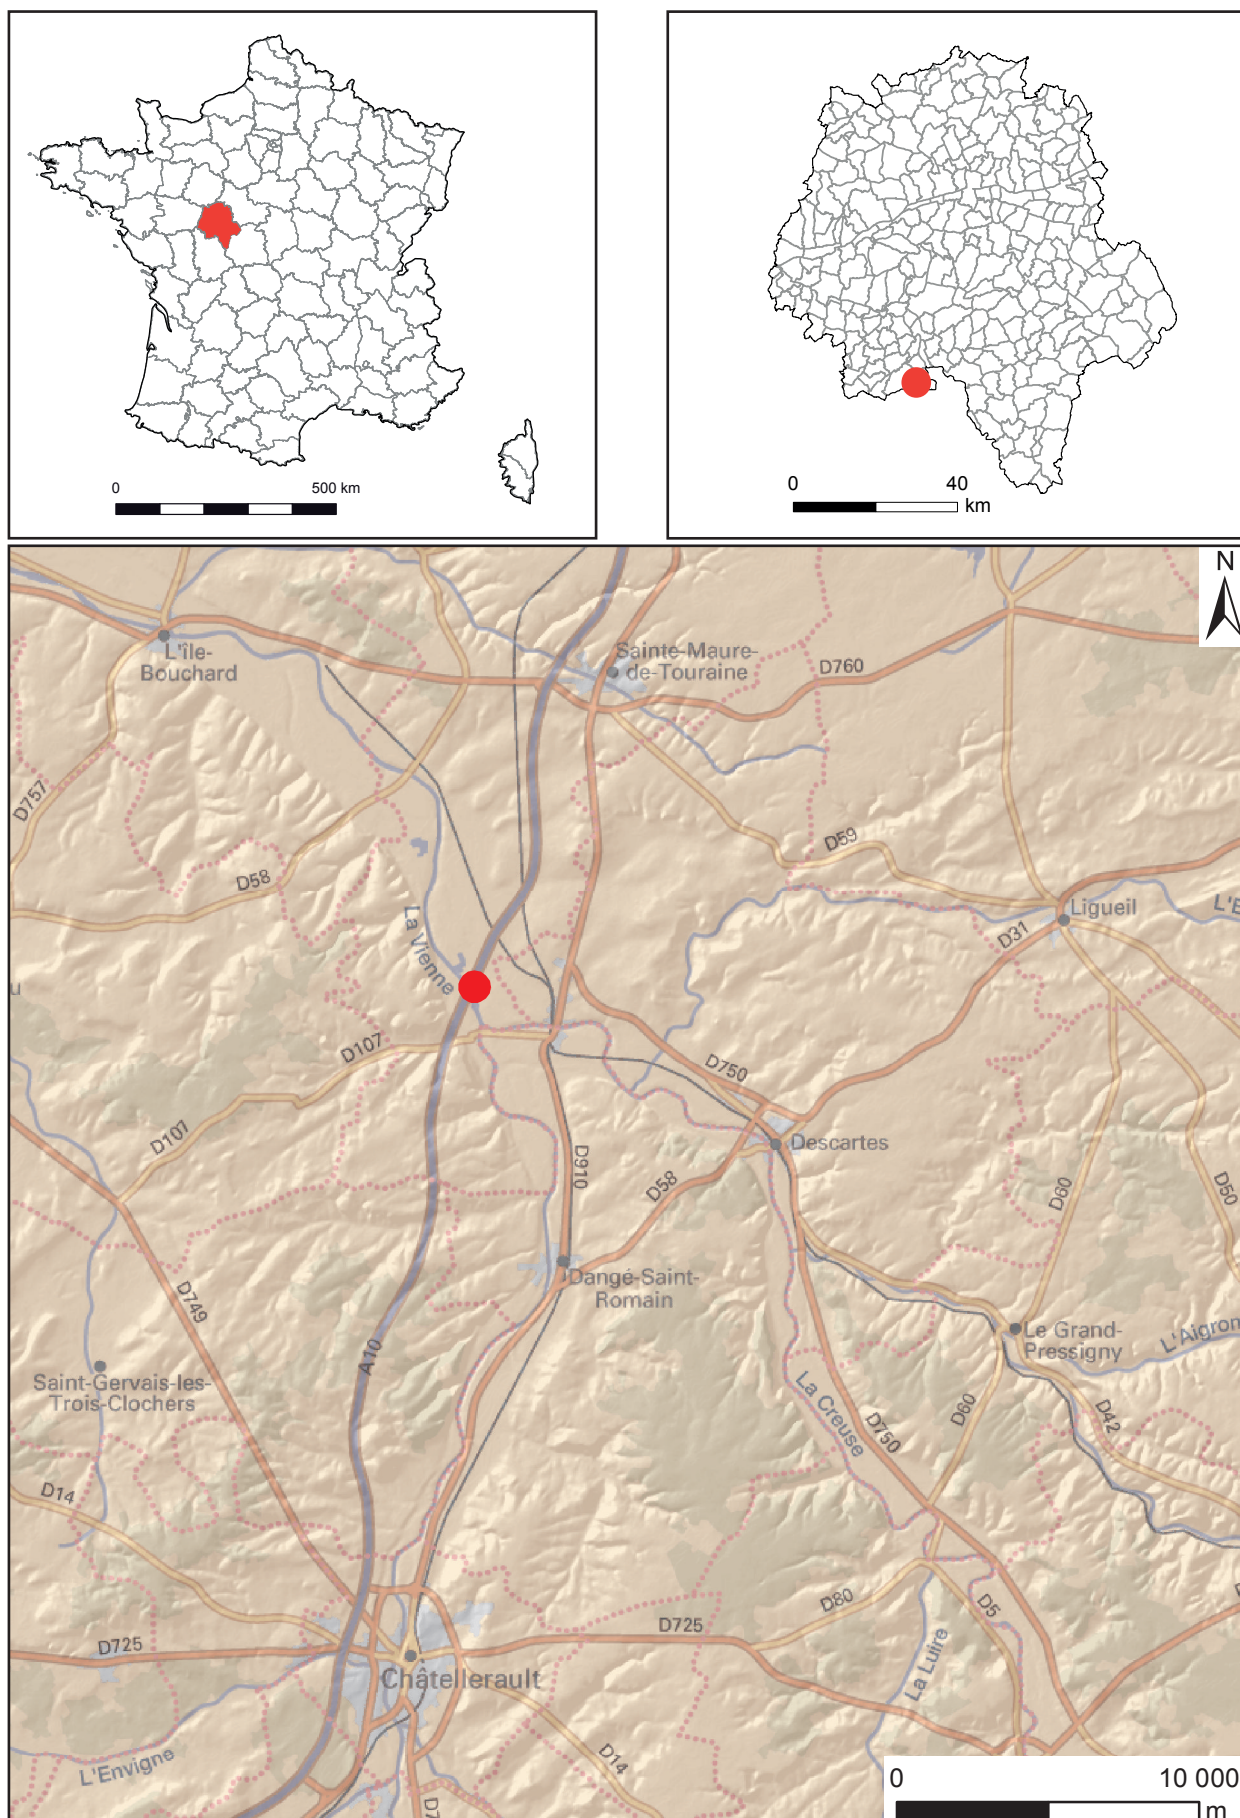 0
500 km
0
40
km
N
L'île-
Bouchard
Sainte-Maure-
de-Touraine
D760
D757
D59
D58
La Vienne
Ligueil
D31
u
D107
D750
D107
Descartes
D910
D58
D60
D50
Dangé-Saint-
Romain
D749
A10
Le Grand-
Pressigny
L'Aigron
Saint-Gervais-les-
Trois-Clochers
La Creuse
D750
D60
D42
D14
D80
D5
D725
D725
Châtellerault
La Luire
L'Envigne
D14
0
10 000
m